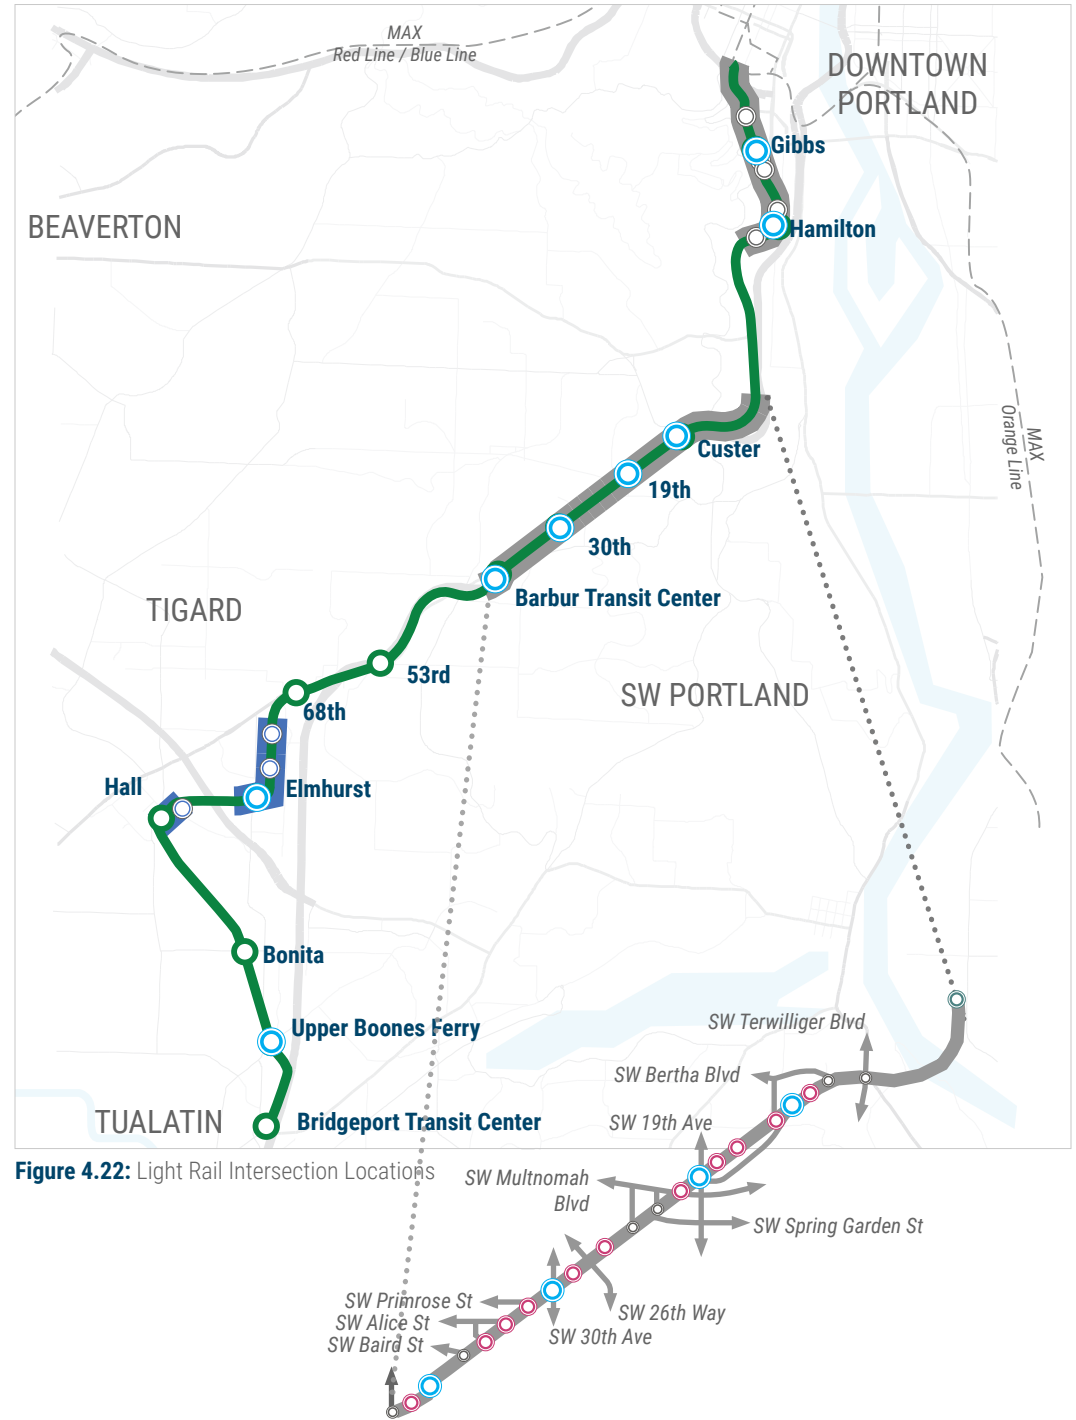 MAX
Red Line / Blue Line
DOWNTOWN
PORTLAND
Gibbs
BEAVERTON
Hamilton
MAX
Orange Line
Custer
19th
30th
Barbur Transit Center
TIGARD
53rd
SW PORTLAND
68th
Hall
Elmhurst
Bonita
Upper Boones Ferry
SW Terwilliger Blvd
SW Bertha Blvd
TUALATIN
Bridgeport Transit Center
SW 19th Ave
Figure 4.22: Light Rail Intersection Locations
SW Multnomah
Blvd
SW Spring Garden St
SW Primrose St
SW 26th Way
SW Alice St
SW 30th Ave
SW Baird St